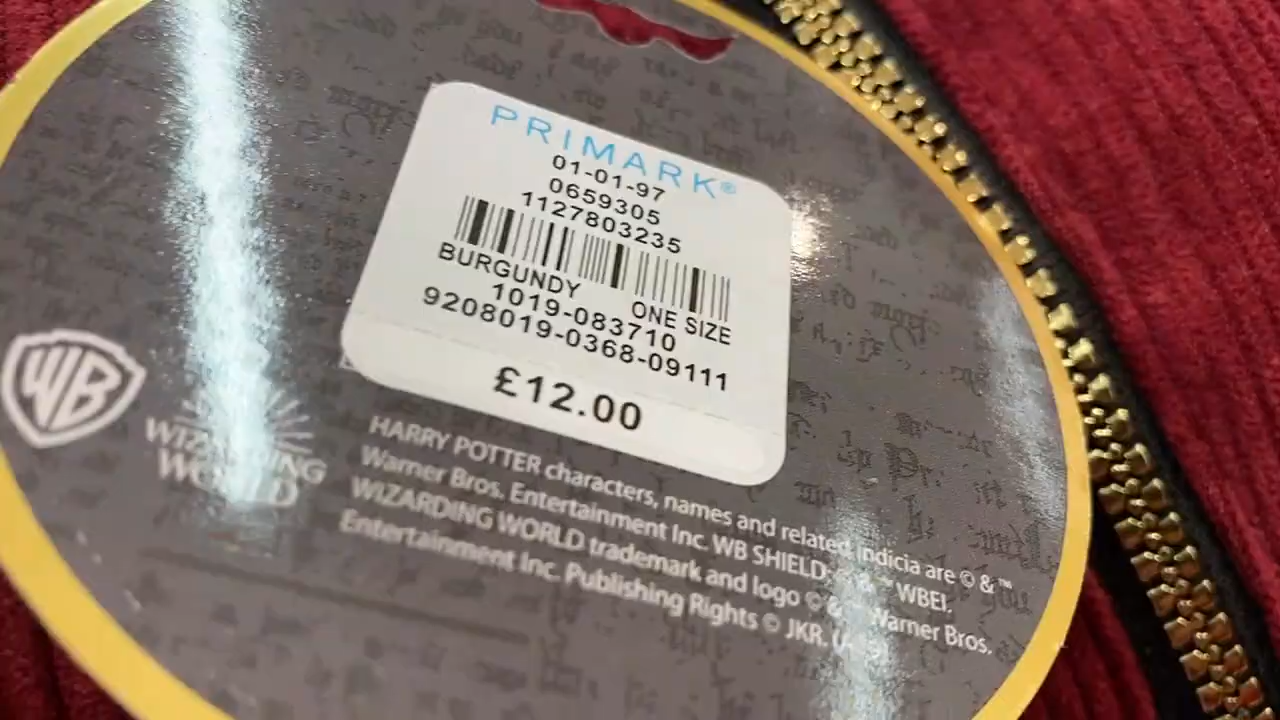 PRIMARK®
01-01-97
0659305
1127803235
BURGUNDY ONE SIZE
1019-083710
9208019-0368-09111
£12.00
WB
WIZARDING
WORLD
HARRY POTTER characters, names and related indicia are © & ™
Warner Bros. Entertainment Inc. WB SHIELD: © & ™ WBEI.
WIZARDING WORLD trademark and logo © & ™ Warner Bros.
Entertainment Inc. Publishing Rights © JKR.